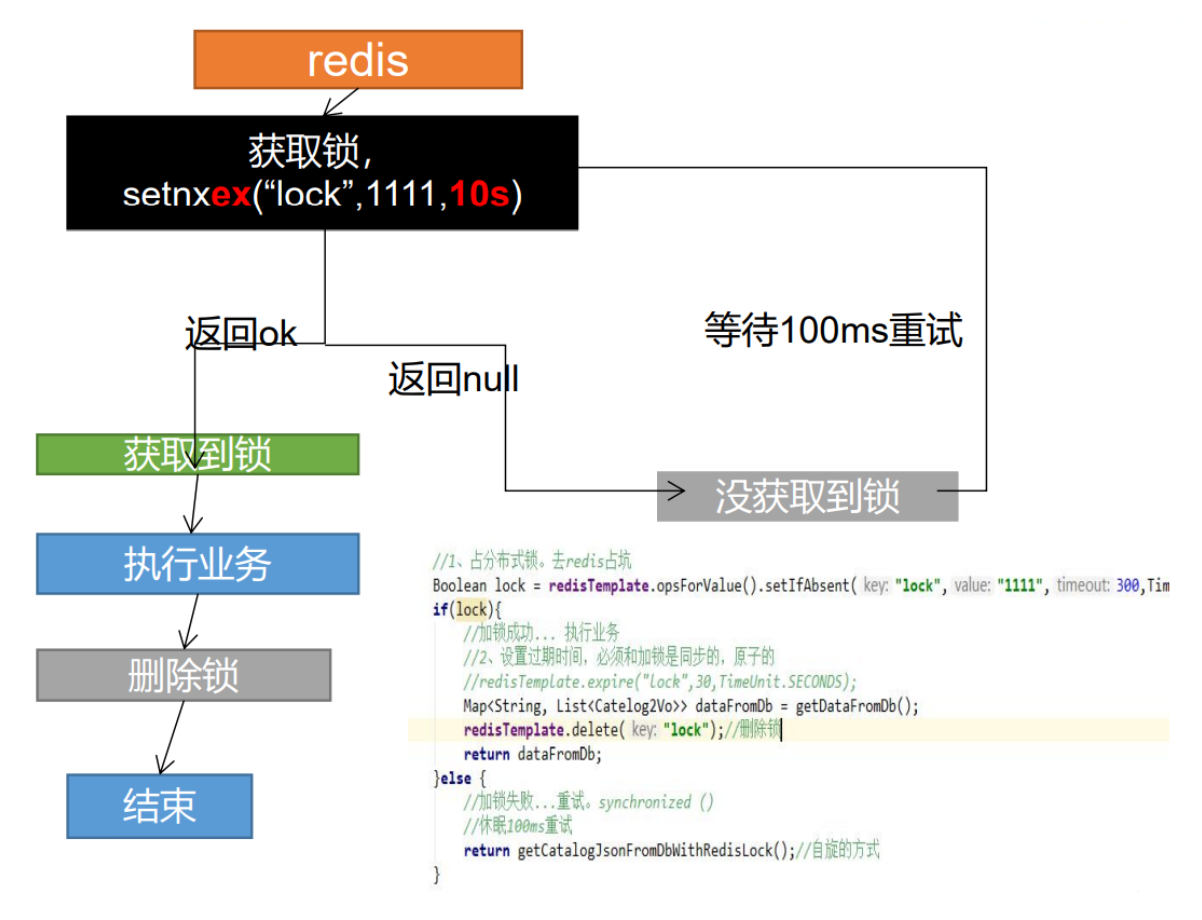 redis
获取锁，
setnxex(“lock”,1111,10s)
返回ok
返回null
等待100ms重试
获取到锁
没获取到锁
执行业务
删除锁
结束
//1、占分布式锁。去redis占坑
Boolean lock = redisTemplate.opsForValue().setIfAbsent( key: "lock", value: "1111", timeout: 300,Tim
if(lock){
//加锁成功... 执行业务
//2、设置过期时间，必须和加锁是同步的，原子的
//redisTemplate.expire("lock",30,TimeUnit.SECONDS);
Map<String, List<Catelog2Vo>> dataFromDb = getDataFromDb();
redisTemplate.delete( key: "lock");//删除锁
return dataFromDb;
}else {
//加锁失败...重试。synchronized ()
//休眠100ms重试
return getCatalogJsonFromDbWithRedisLock();//自旋的方式
}